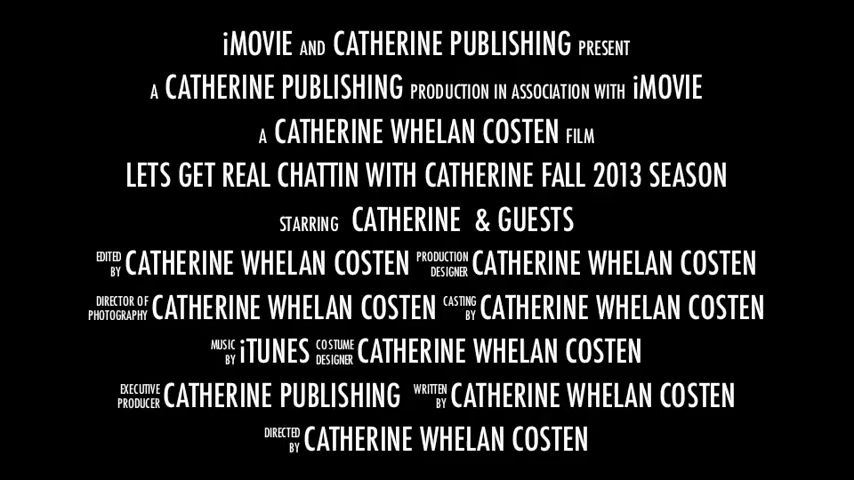 iMOVIE AND CATHERINE PUBLISHING PRESENT
A CATHERINE PUBLISHING PRODUCTION IN ASSOCIATION WITH iMOVIE
A CATHERINE WHELAN COSTEN FILM
LETS GET REAL CHATTIN WITH CATHERINE FALL 2013 SEASON
STARRING CATHERINE & GUESTS
EDITED BY CATHERINE WHELAN COSTEN PRODUCTION DESIGNER CATHERINE WHELAN COSTEN
DIRECTOR OF PHOTOGRAPHY CATHERINE WHELAN COSTEN CASTING BY CATHERINE WHELAN COSTEN
MUSIC BY iTUNES COSTUME DESIGNER CATHERINE WHELAN COSTEN
EXECUTIVE PRODUCER CATHERINE PUBLISHING WRITTEN BY CATHERINE WHELAN COSTEN
DIRECTED BY CATHERINE WHELAN COSTEN